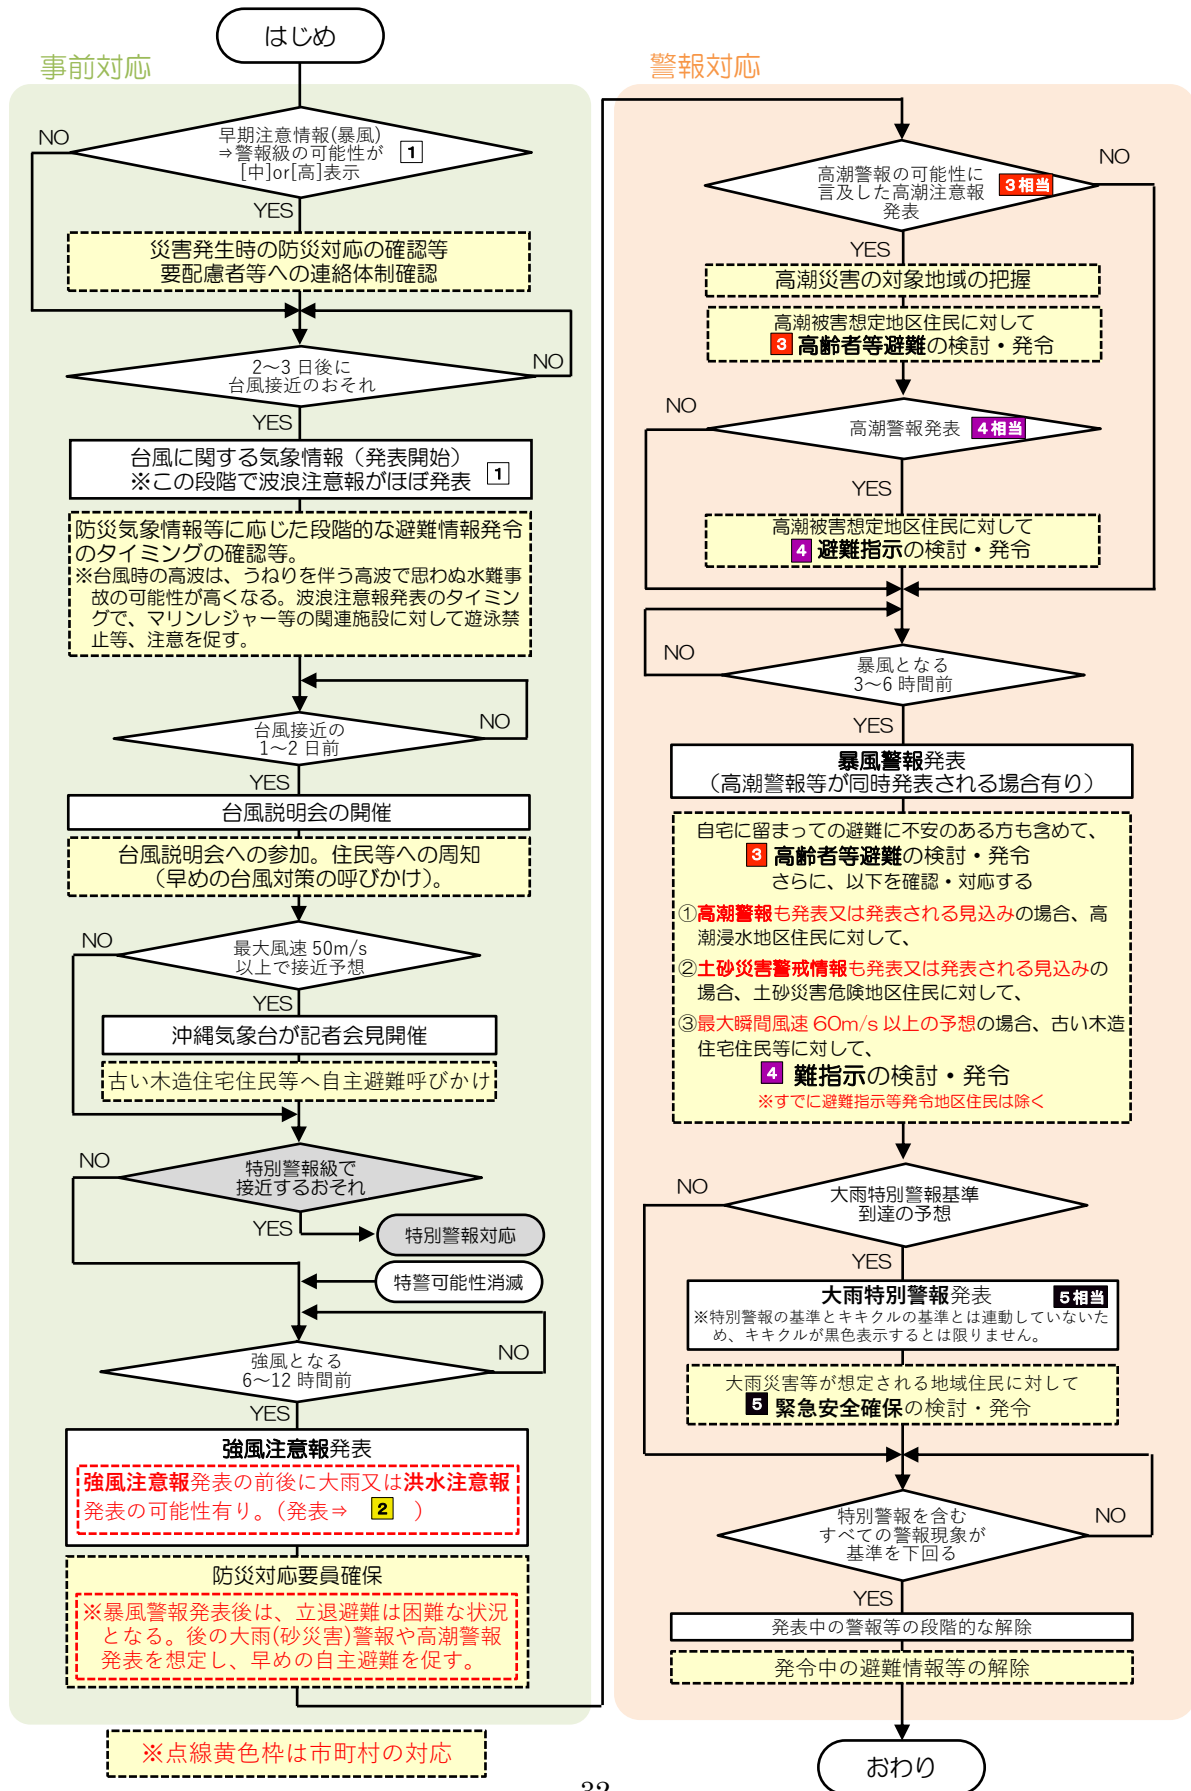 はじめ
事前対応
早期注意情報(暴風)
⇒警報級の可能性が
[中]or[高]表示
1
NO
YES
災害発生時の防災対応の確認等
要配慮者等への連絡体制確認
2～3 日後に
台風接近のおそれ
NO
YES
台風に関する気象情報（発表開始）
※この段階で波浪注意報がほぼ発表
1
防災気象情報等に応じた段階的な避難情報発令
のタイミングの確認等。
※台風時の高波は、うねりを伴う高波で思わぬ水難事
故の可能性が高くなる。波浪注意報発表のタイミン
グで、マリンレジャー等の関連施設に対して遊泳禁
止等、注意を促す。
台風接近の
1～2 日前
NO
YES
台風説明会の開催
台風説明会への参加。住民等への周知
（早めの台風対策の呼びかけ）。
NO
最大風速 50m/s
以上で接近予想
YES
沖縄気象台が記者会見開催
古い木造住宅住民等へ自主避難呼びかけ
NO
特別警報級で
接近するおそれ
YES
特別警報対応
特警可能性消滅
強風となる
6～12 時間前
NO
YES
強風注意報発表
強風注意報発表の前後に大雨又は洪水注意報
発表の可能性有り。(発表⇒ 2 ）
防災対応要員確保
※暴風警報発表後は、立退避難は困難な状況
となる。後の大雨(砂災害)警報や高潮警報
発表を想定し、早めの自主避難を促す。
※点線黄色枠は市町村の対応
警報対応
高潮警報の可能性に
言及した高潮注意報
発表
3相当
NO
YES
高潮災害の対象地域の把握
高潮被害想定地区住民に対して
3 高齢者等避難の検討・発令
NO
高潮警報発表 4相当
YES
高潮被害想定地区住民に対して
4 避難指示の検討・発令
NO
暴風となる
3～6 時間前
YES
暴風警報発表
（高潮警報等が同時発表される場合有り）
自宅に留まっての避難に不安のある方も含めて、
3 高齢者等避難の検討・発令
さらに、以下を確認・対応する
①高潮警報も発表又は発表される見込みの場合、高
潮浸水地区住民に対して、
②土砂災害警戒情報も発表又は発表される見込みの
場合、土砂災害危険地区住民に対して、
③最大瞬間風速 60m/s 以上の予想の場合、古い木造
住宅住民等に対して、
4 難指示の検討・発令
※すでに避難指示等発令地区住民は除く
NO
大雨特別警報基準
到達の予想
YES
大雨特別警報発表 5相当
※特別警報の基準とキキクルの基準とは連動していないた
め、キキクルが黒色表示するとは限りません。
大雨災害等が想定される地域住民に対して
5 緊急安全確保の検討・発令
特別警報を含む
すべての警報現象が
基準を下回る
NO
YES
発表中の警報等の段階的な解除
発令中の避難情報等の解除
おわり